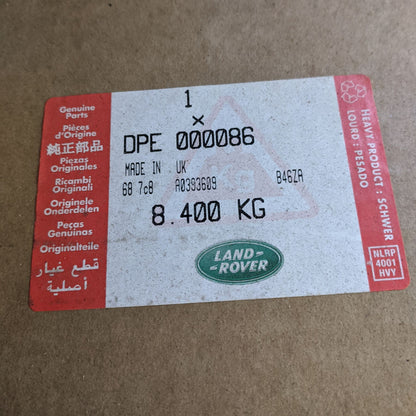 Genuine
Parts
Pièces
d'Origine
純正部品
Piezas
Originales
Ricambi
Originali
Originele
Onderdelen
Peças
Genuinas
Originalteile
قطع غيار
أصلية
1
x
DPE 000086
MADE IN UK
68 7c8 A0393609 B46ZA
8.400 KG
LAND-
-ROVER
HEAVY PRODUCT : SCHWER
LOURD : PESADO
NLRP
4001
HVY